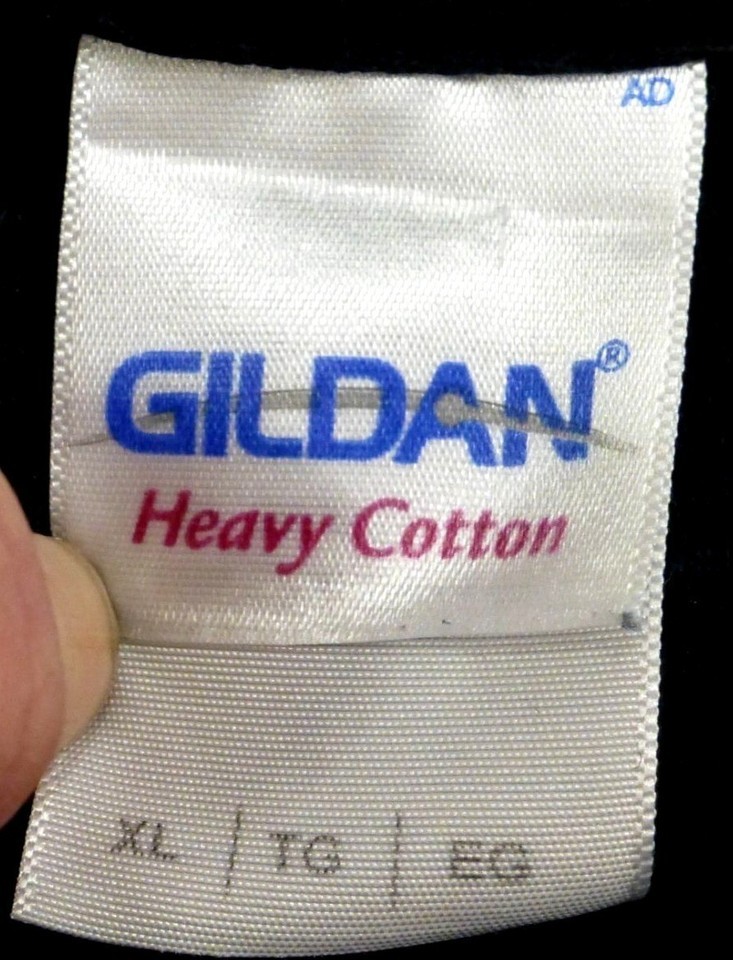 AD
GILDAN®
Heavy Cotton
XL | TG | EG